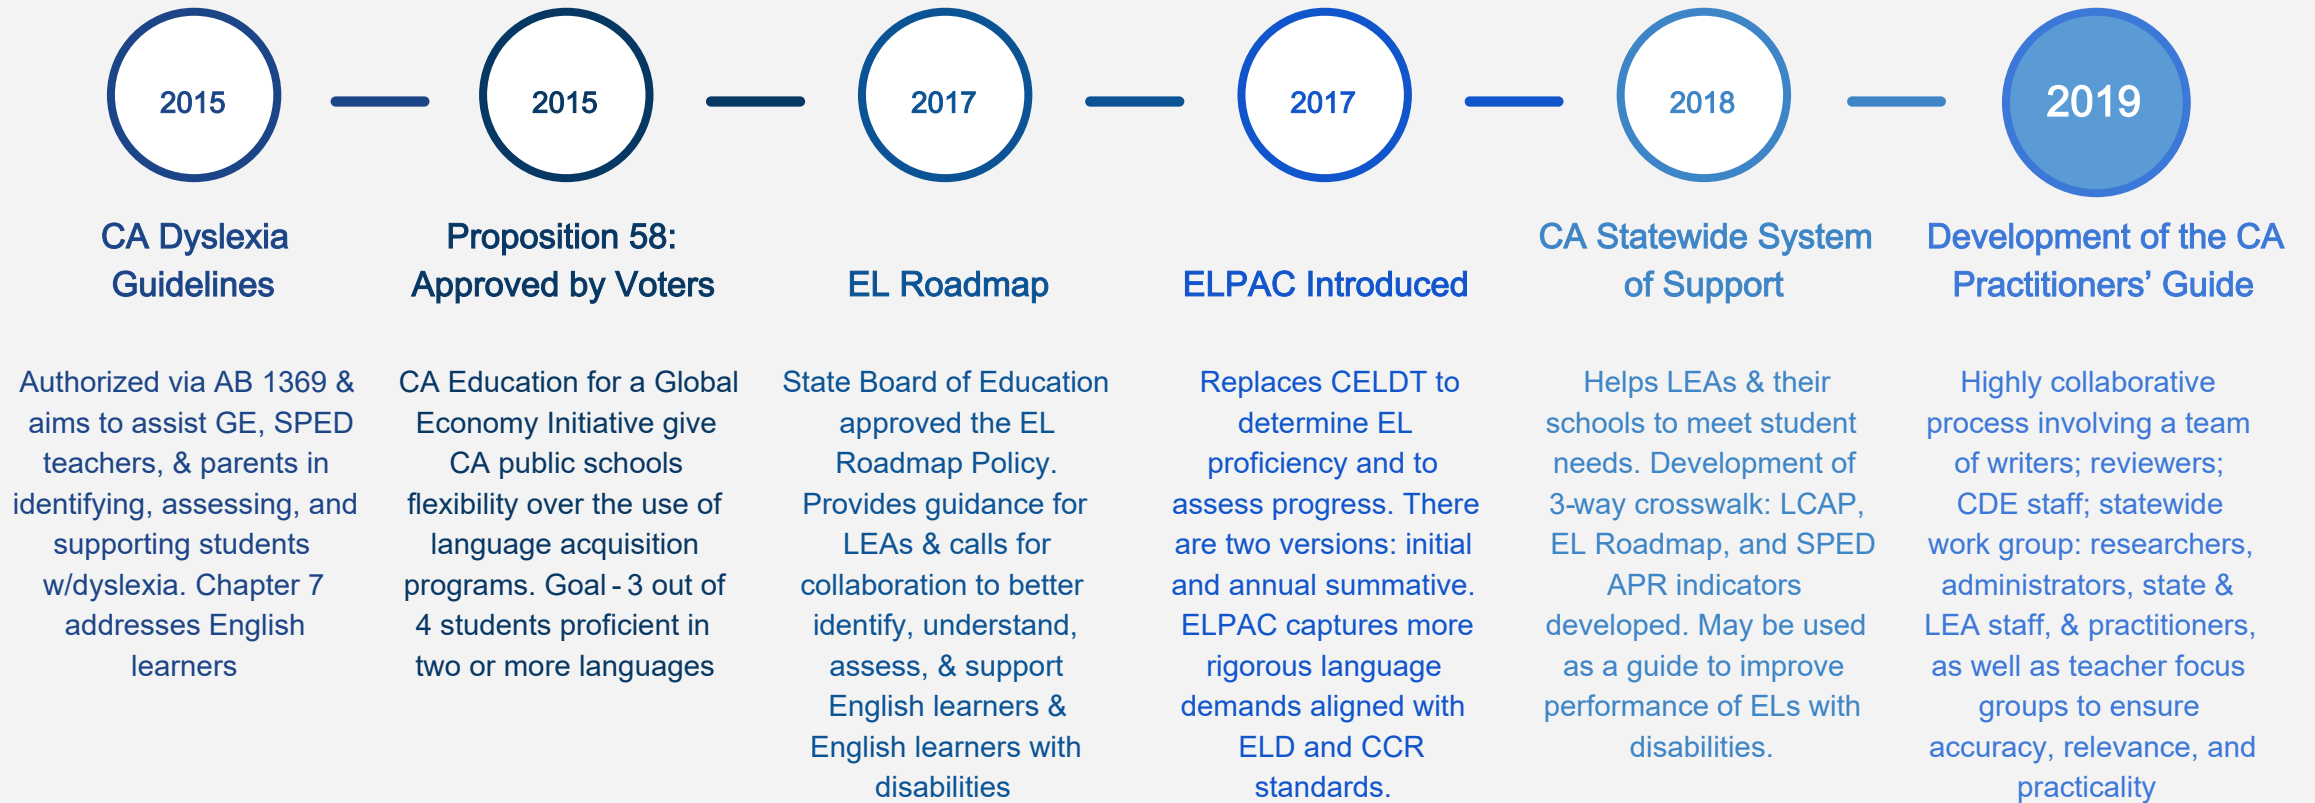 2015
2015
2017
2017
2018
2019
CA Dyslexia
Guidelines
Proposition 58:
Approved by Voters
EL Roadmap
ELPAC Introduced
CA Statewide System
of Support
Development of the CA
Practitioners’ Guide
Authorized via AB 1369 &
aims to assist GE, SPED
teachers, & parents in
identifying, assessing, and
supporting students
w/dyslexia. Chapter 7
addresses English
learners
CA Education for a Global
Economy Initiative give
CA public schools
flexibility over the use of
language acquisition
programs. Goal - 3 out of
4 students proficient in
two or more languages
State Board of Education
approved the EL
Roadmap Policy.
Provides guidance for
LEAs & calls for
collaboration to better
identify, understand,
assess, & support
English learners &
English learners with
disabilities
Replaces CELDT to
determine EL
proficiency and to
assess progress. There
are two versions: initial
and annual summative.
ELPAC captures more
rigorous language
demands aligned with
ELD and CCR
standards.
Helps LEAs & their
schools to meet student
needs. Development of
3-way crosswalk: LCAP,
EL Roadmap, and SPED
APR indicators
developed. May be used
as a guide to improve
performance of ELs with
disabilities.
Highly collaborative
process involving a team
of writers; reviewers;
CDE staff; statewide
work group: researchers,
administrators, state &
LEA staff, & practitioners,
as well as teacher focus
groups to ensure
accuracy, relevance, and
practicality